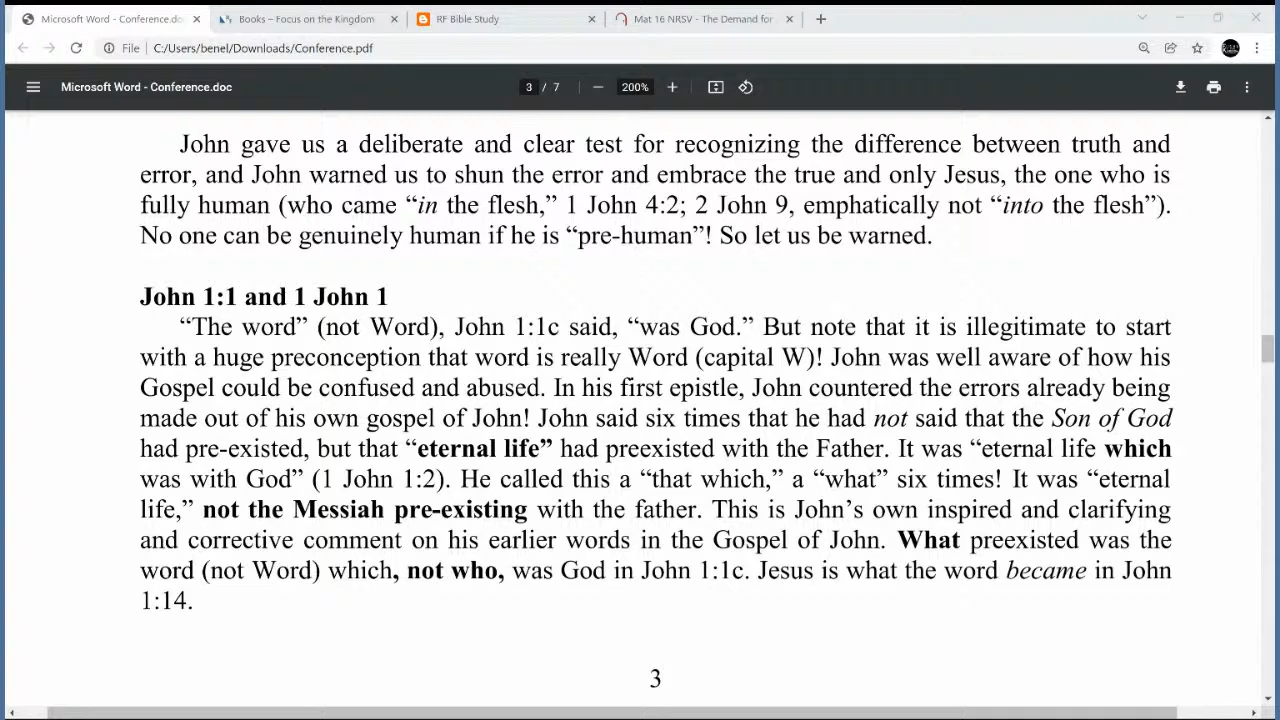 Microsoft Word - Conference.do
Books – Focus on the Kingdom
RF Bible Study
Mat 16 NRSV - The Demand for
File C:/Users/benel/Downloads/Conference.pdf
Microsoft Word - Conference.doc
3 / 7
200%
John gave us a deliberate and clear test for recognizing the difference between truth and
error, and John warned us to shun the error and embrace the true and only Jesus, the one who is
fully human (who came “in the flesh,” 1 John 4:2; 2 John 9, emphatically not “into the flesh”).
No one can be genuinely human if he is “pre-human”! So let us be warned.
John 1:1 and 1 John 1
“The word” (not Word), John 1:1c said, “was God.” But note that it is illegitimate to start
with a huge preconception that word is really Word (capital W)! John was well aware of how his
Gospel could be confused and abused. In his first epistle, John countered the errors already being
made out of his own gospel of John! John said six times that he had not said that the Son of God
had pre-existed, but that “eternal life” had preexisted with the Father. It was “eternal life which
was with God” (1 John 1:2). He called this a “that which,” a “what” six times! It was “eternal
life,” not the Messiah pre-existing with the father. This is John’s own inspired and clarifying
and corrective comment on his earlier words in the Gospel of John. What preexisted was the
word (not Word) which, not who, was God in John 1:1c. Jesus is what the word became in John
1:14.
3